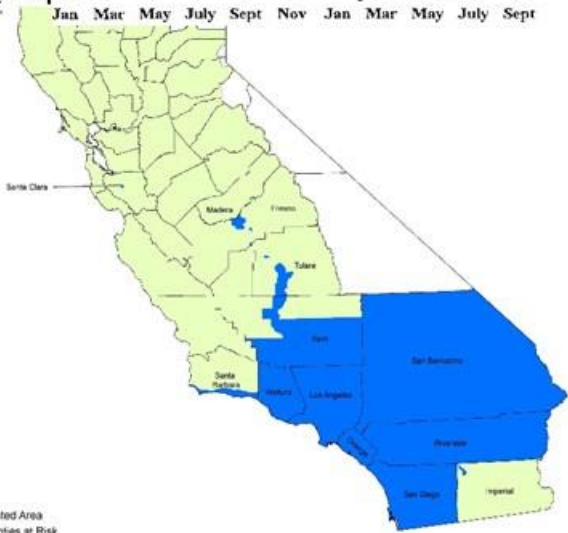 Jan Mar May July Sept Nov Jan Mar May July Sept
Santa Clara
Madera
Fresno
Tulare
Kern
San Bernardino
Santa
Barbara
Ventura
Los Angeles
Orange
Riverside
San Diego
Imperial
ted Area
nties at Risk